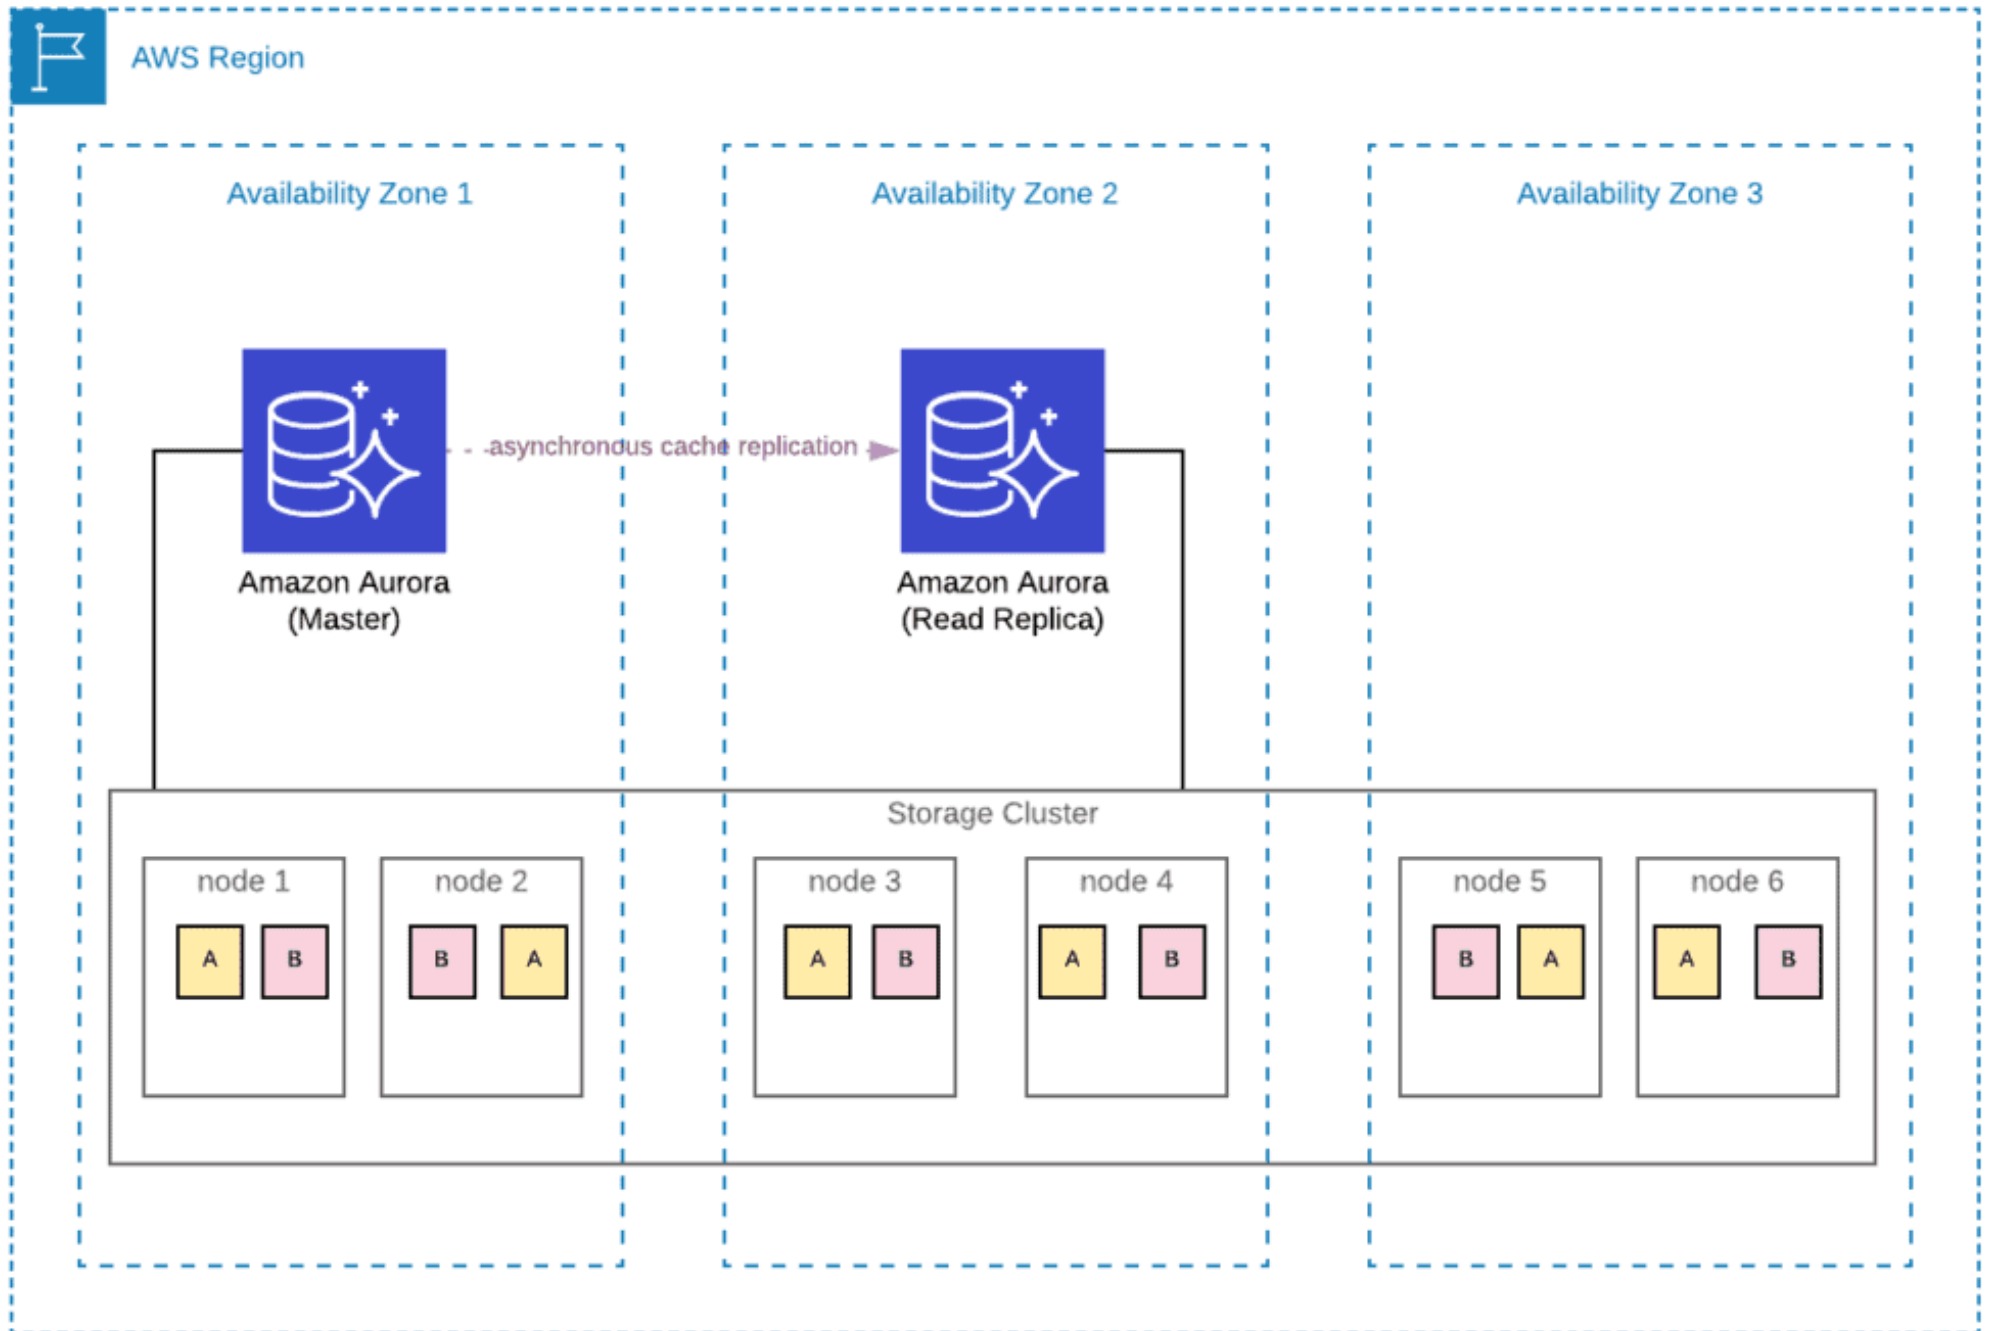 AWS Region
Availability Zone 1
Availability Zone 2
Availability Zone 3
asynchronous cache replication
Amazon Aurora
(Master)
Amazon Aurora
(Read Replica)
Storage Cluster
node 1
node 2
node 3
node 4
node 5
node 6
A B
B A
A B
A B
B A
A B